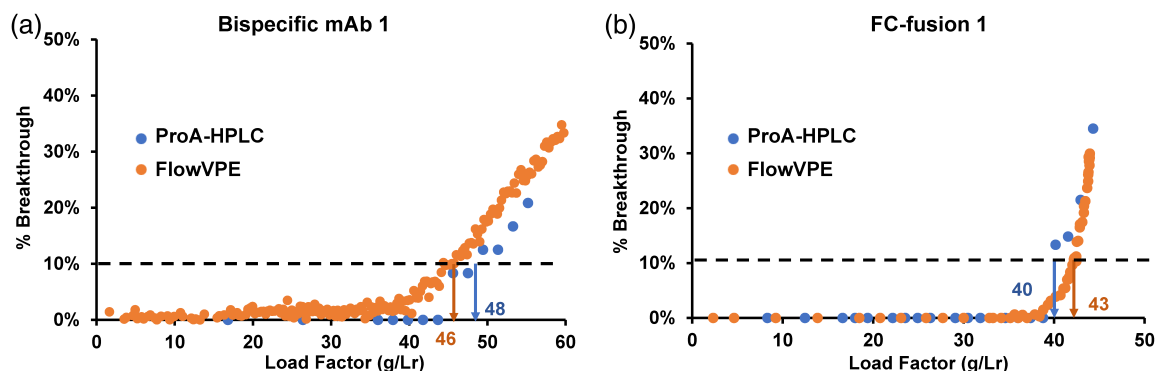 (a)
Bispecific mAb 1
% Breakthrough
50%
40%
30%
20%
10%
0%
ProA-HPLC
FlowVPE
46
48
0 10 20 30 40 50 60
Load Factor (g/Lr)
(b)
FC-fusion 1
% Breakthrough
50%
40%
30%
20%
10%
0%
ProA-HPLC
FlowVPE
40
43
0 10 20 30 40 50
Load Factor (g/Lr)